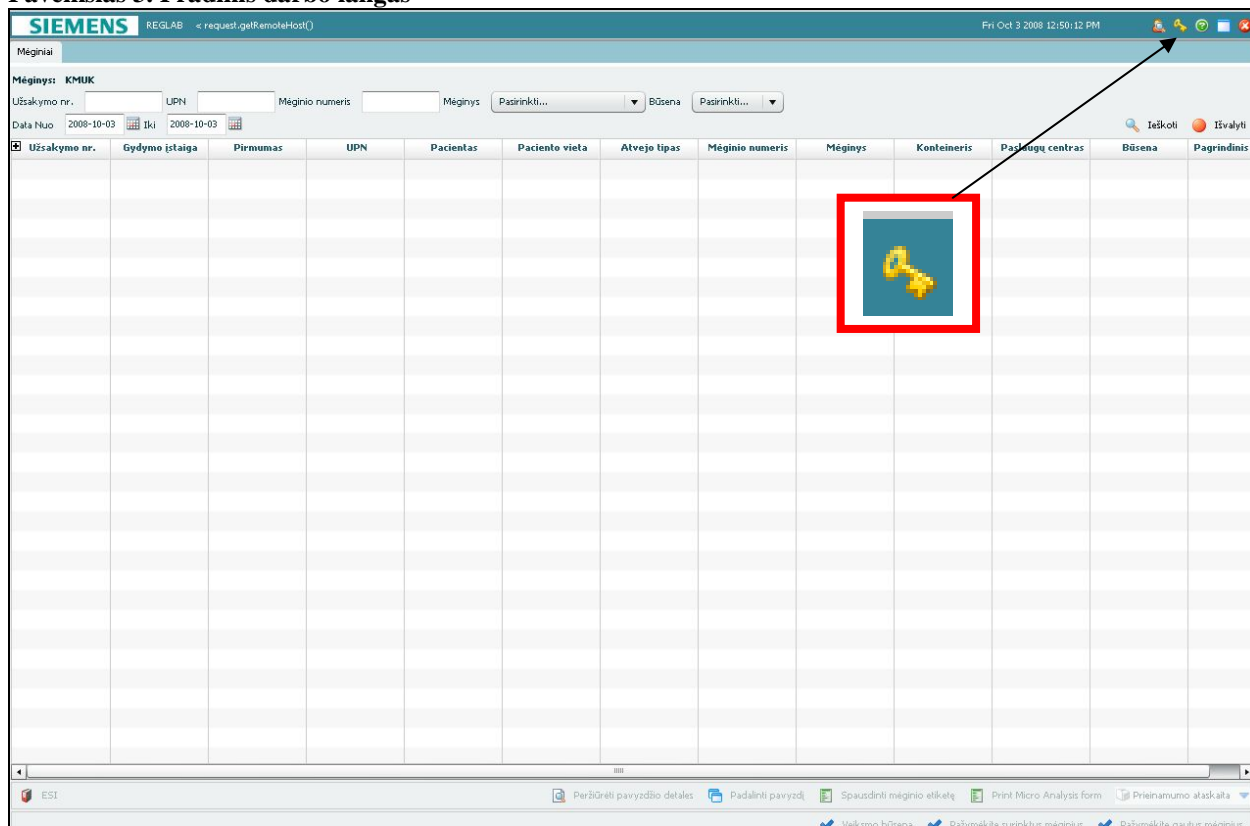 Paveikslas 3. Pradinis darbo langas
SIEMENS REGLAB < request.getRemoteHost() Fri Oct 3 2008 12:50:12 PM
Mėginiai
Mėginys: KMUK
Užsakymo nr. UPN Mėginio numeris Mėginys Pasirinkti... Būsena Pasirinkti...
Data Nuo 2008-10-03 Iki 2008-10-03 Ieškoti Išvalyti
Užsakymo nr. Gydymo įstaiga Pirmumas UPN Pacientas Paciento vieta Atvejo tipas Mėginio numeris Mėginys Konteineris Paslaugų centras Būsena Pagrindinis
ESI Peržiūrėti pavyzdžio detales Padalinti pavyzdį Spausdinti mėginio etiketę Print Micro Analysis form Prieinamumo ataskaita
Veiksmo būsena Pažymėkite surinktus mėginius Pažymėkite gautus mėginius